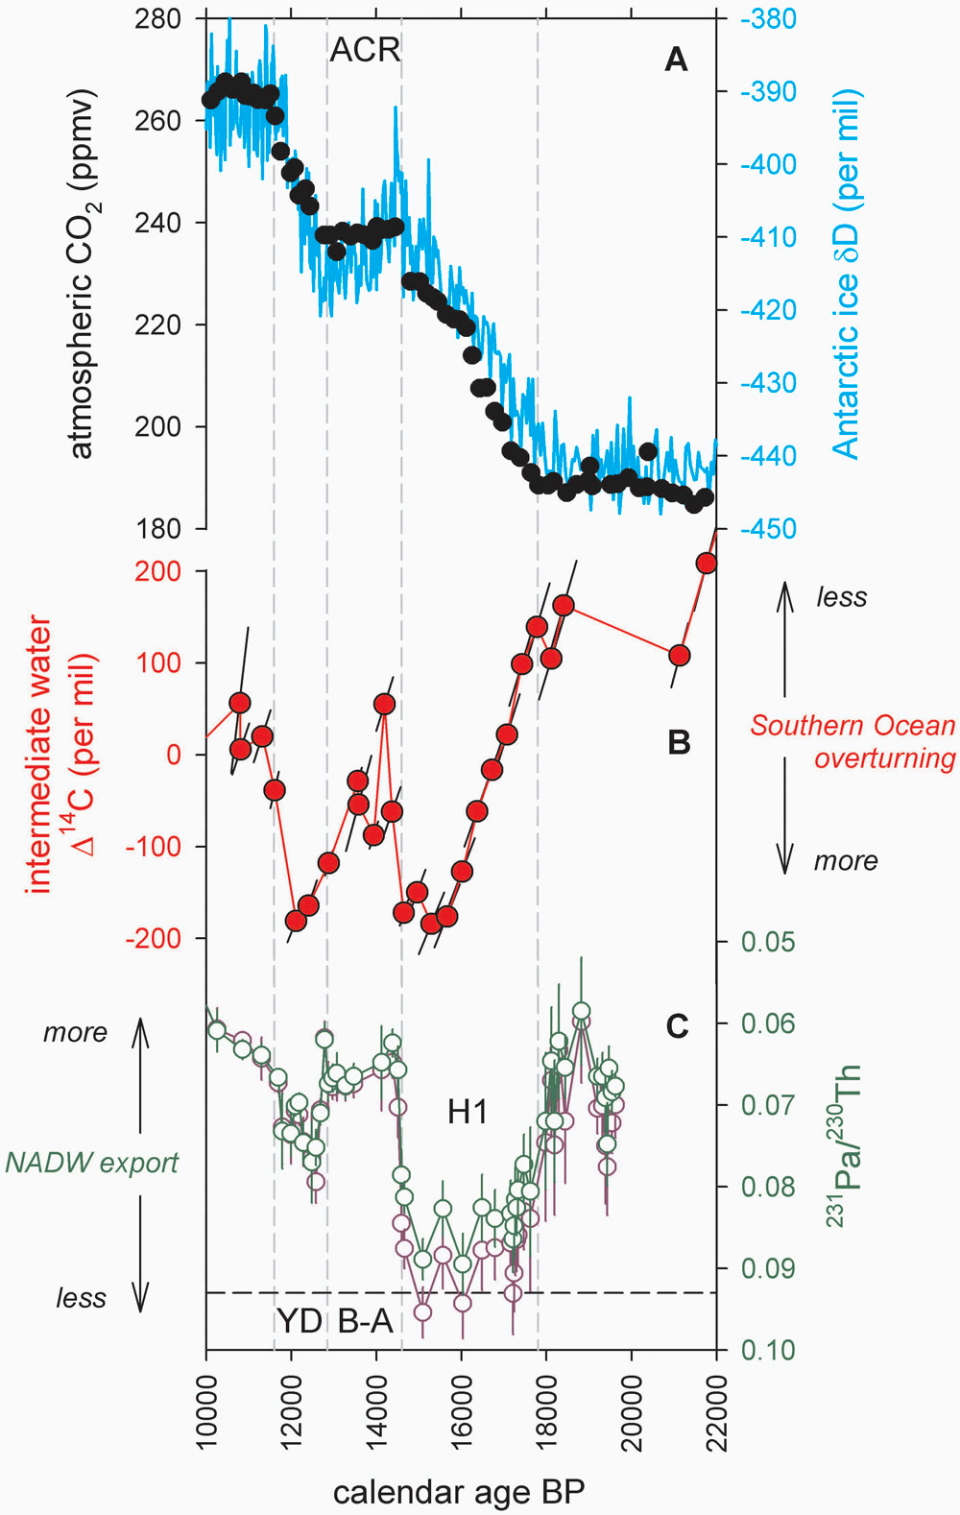 280
260
240
220
200
180
atmospheric CO2 (ppmv)
ACR
A
-380
-390
-400
-410
-420
-430
-440
-450
Antarctic ice δD (per mil)
200
100
0
-100
-200
intermediate water
Δ14C (per mil)
B
less
Southern Ocean
overturning
more
more
NADW export
less
C
H1
YD
B-A
0.05
0.06
0.07
0.08
0.09
0.10
231Pa/230Th
10000
12000
14000
16000
18000
20000
22000
calendar age BP